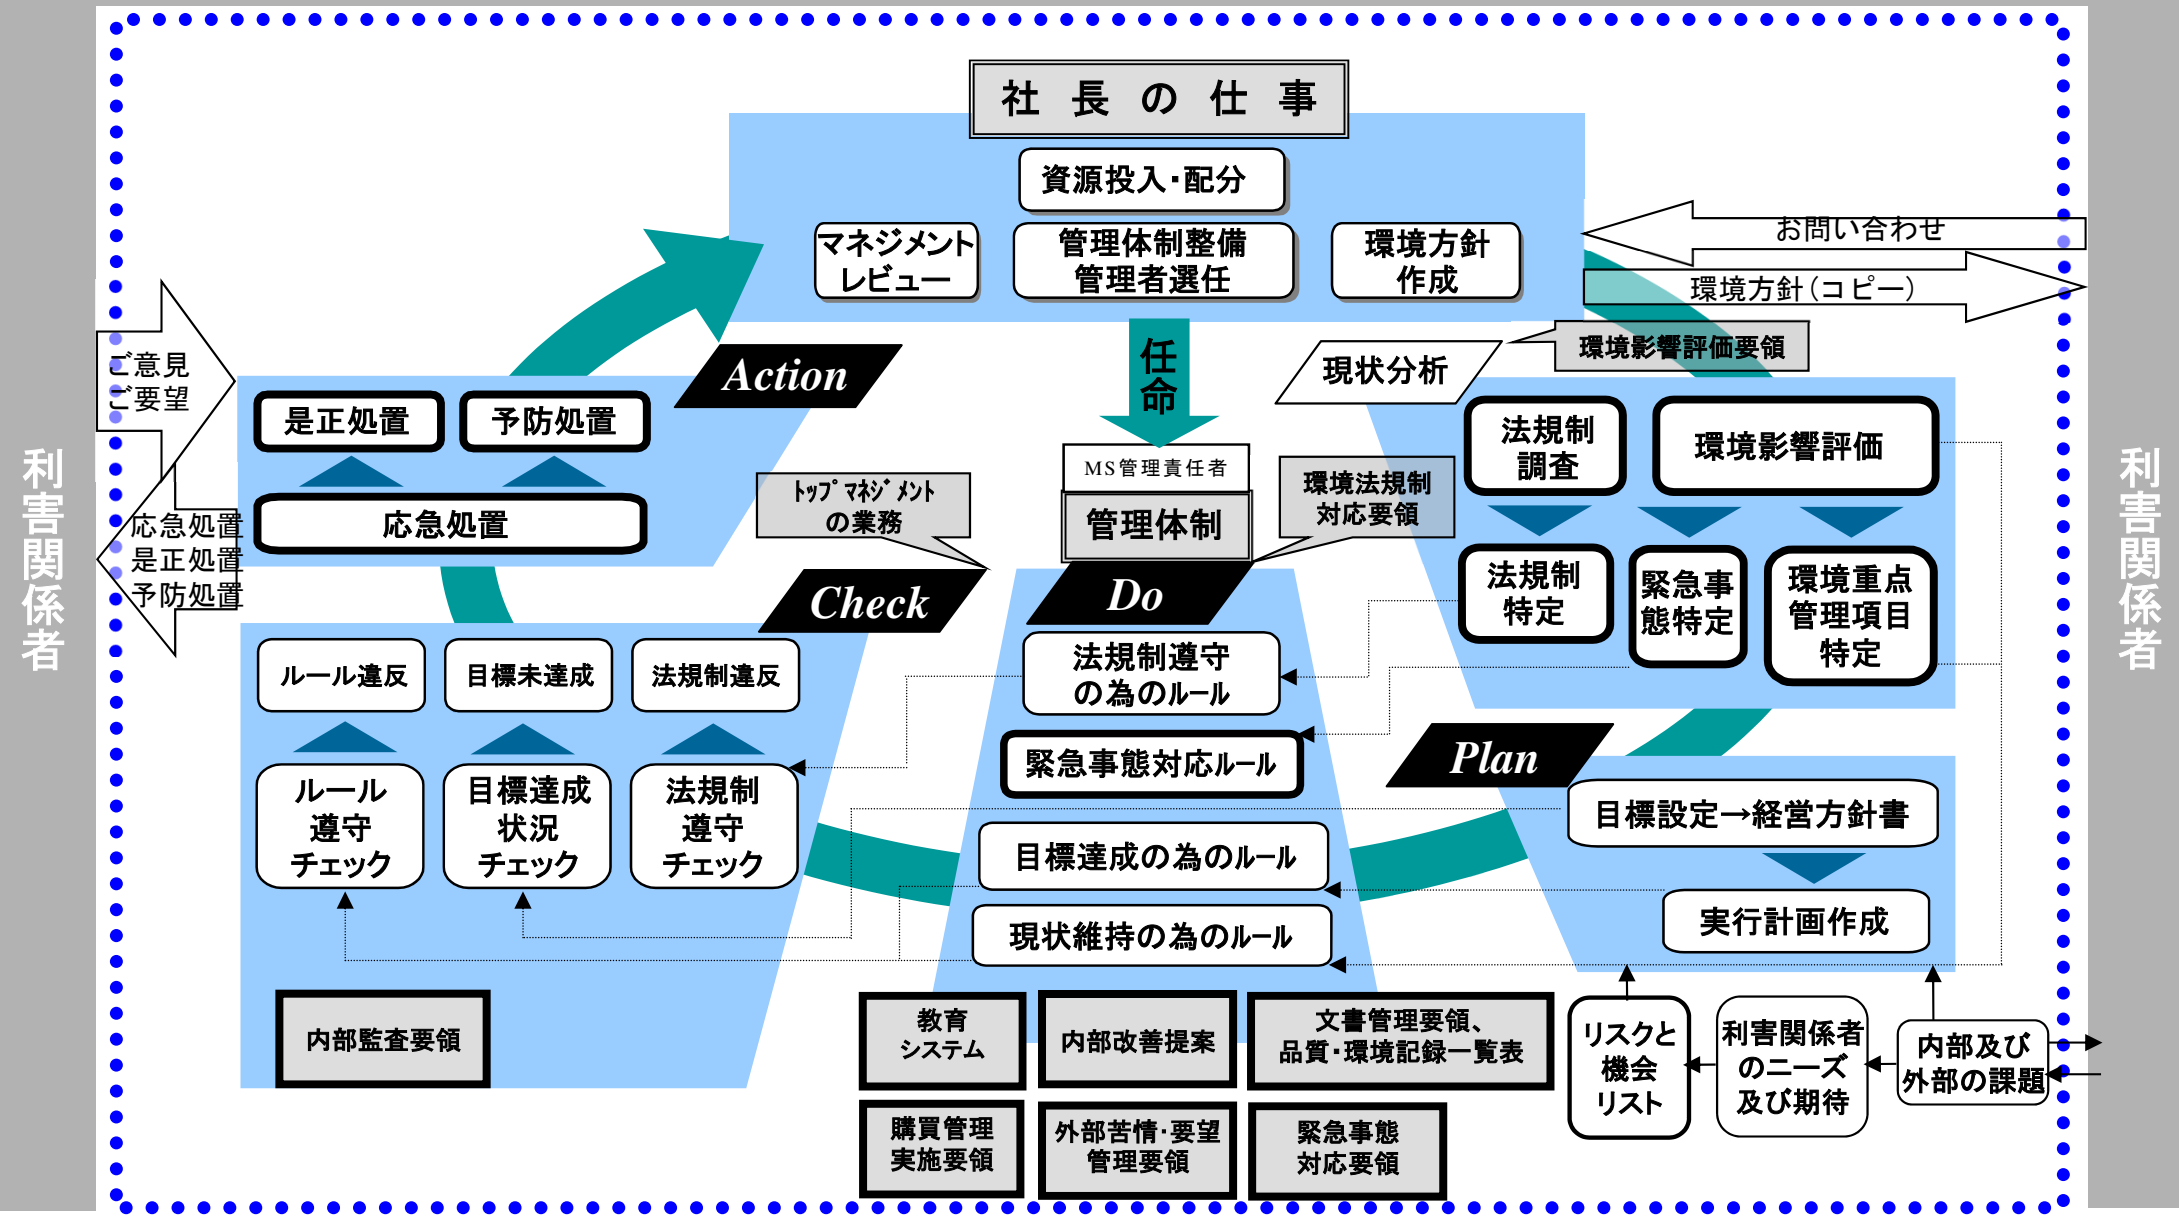 社長の仕事
資源投入・配分
マネジメント
レビュー
管理体制整備
管理者選任
環境方針
作成
お問い合わせ
環境方針（コピー）
環境影響評価要領
任命
現状分析
Action
ご意見
ご要望
是正処置
予防処置
応急処置
応急処置
是正処置
予防処置
利害関係者
利害関係者
MS管理責任者
管理体制
ﾄｯﾌﾟﾏﾈｼﾞﾒﾝﾄ
の業務
環境法規制
対応要領
法規制
調査
環境影響評価
法規制
特定
緊急事
態特定
環境重点
管理項目
特定
Check
Do
Plan
ルール違反
目標未達成
法規制違反
ルール
遵守
チェック
目標達成
状況
チェック
法規制
遵守
チェック
法規制遵守
の為のﾙｰﾙ
緊急事態対応ﾙｰﾙ
目標達成の為のﾙｰﾙ
現状維持の為のﾙｰﾙ
目標設定→経営方針書
実行計画作成
内部監査要領
教育
システム
内部改善提案
文書管理要領、
品質・環境記録一覧表
購買管理
実施要領
外部苦情・要望
管理要領
緊急事態
対応要領
リスクと
機会
リスト
利害関係者
のニーズ
及び期待
内部及び
外部の課題